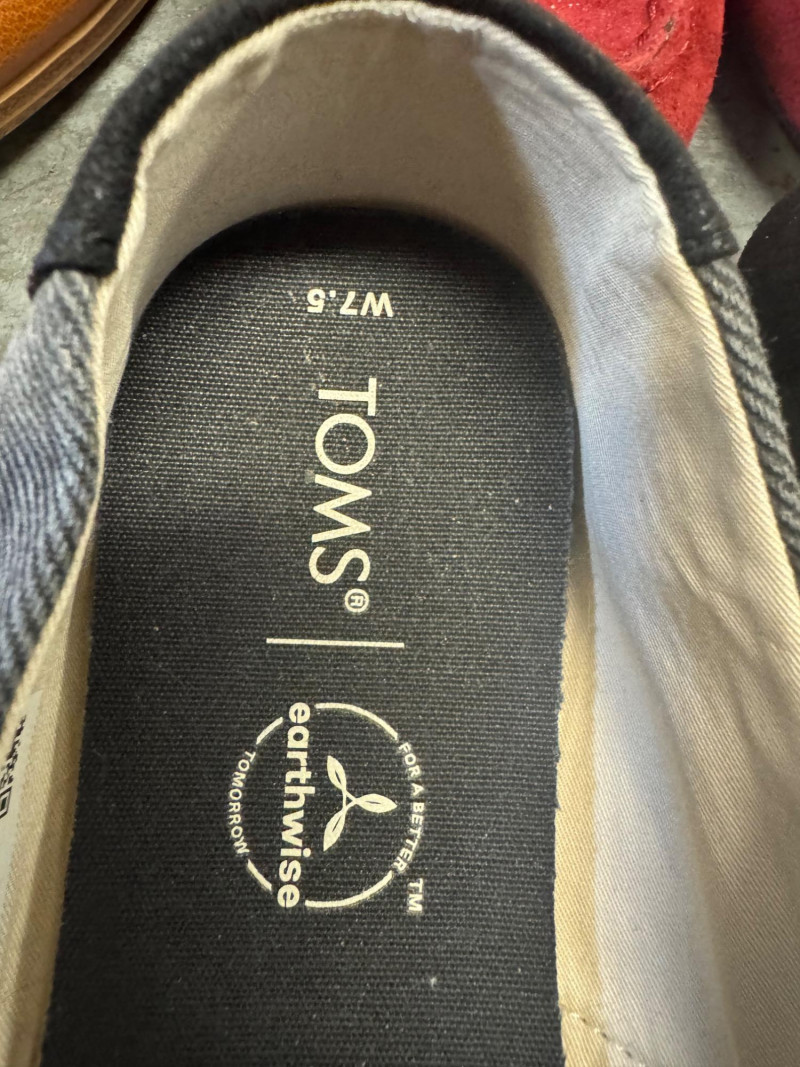 W7.5
TOMS®
earthwise
FOR A BETTER
TOMORROW
TM